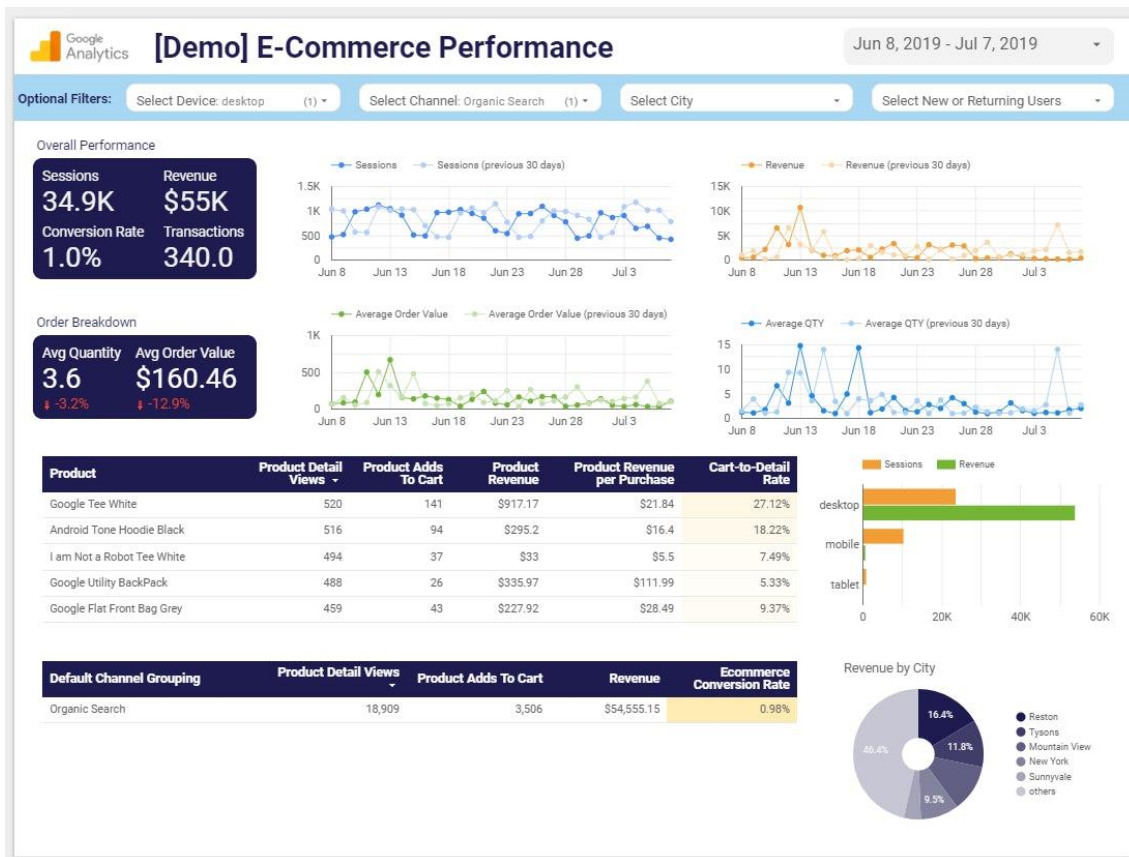 Google
Analytics
[Demo] E-Commerce Performance
Jun 8, 2019 - Jul 7, 2019
Optional Filters:
Select Device: desktop (1)
Select Channel: Organic Search (1)
Select City
Select New or Returning Users
Overall Performance
Sessions Revenue
34.9K $55K
Conversion Rate Transactions
1.0% 340.0
Sessions Sessions (previous 30 days)
1.5K
1K
500
0
Jun 8 Jun 13 Jun 18 Jun 23 Jun 28 Jul 3
Revenue Revenue (previous 30 days)
15K
10K
5K
0
Jun 8 Jun 13 Jun 18 Jun 23 Jun 28 Jul 3
Order Breakdown
Avg Quantity Avg Order Value
3.6 $160.46
-3.2% -12.9%
Average Order Value Average Order Value (previous 30 days)
1K
500
0
Jun 8 Jun 13 Jun 18 Jun 23 Jun 28 Jul 3
Average QTY Average QTY (previous 30 days)
15
10
5
0
Jun 8 Jun 13 Jun 18 Jun 23 Jun 28 Jul 3
Product Product Detail Views Product Adds To Cart Product Revenue Product Revenue per Purchase Cart-to-Detail Rate
Google Tee White 520 141 $917.17 $21.84 27.12%
Android Tone Hoodie Black 516 94 $295.2 $16.4 18.22%
I am Not a Robot Tee White 494 37 $33 $5.5 7.49%
Google Utility BackPack 488 26 $335.97 $111.99 5.33%
Google Flat Front Bag Grey 459 43 $227.92 $28.49 9.37%
Sessions Revenue
desktop
mobile
tablet
0 20K 40K 60K
Default Channel Grouping Product Detail Views Product Adds To Cart Revenue Ecommerce Conversion Rate
Organic Search 18,909 3,506 $54,555.15 0.98%
Revenue by City
16.4%
11.8%
9.5%
46.4%
Reston
Tysons
Mountain View
New York
Sunnyvale
others